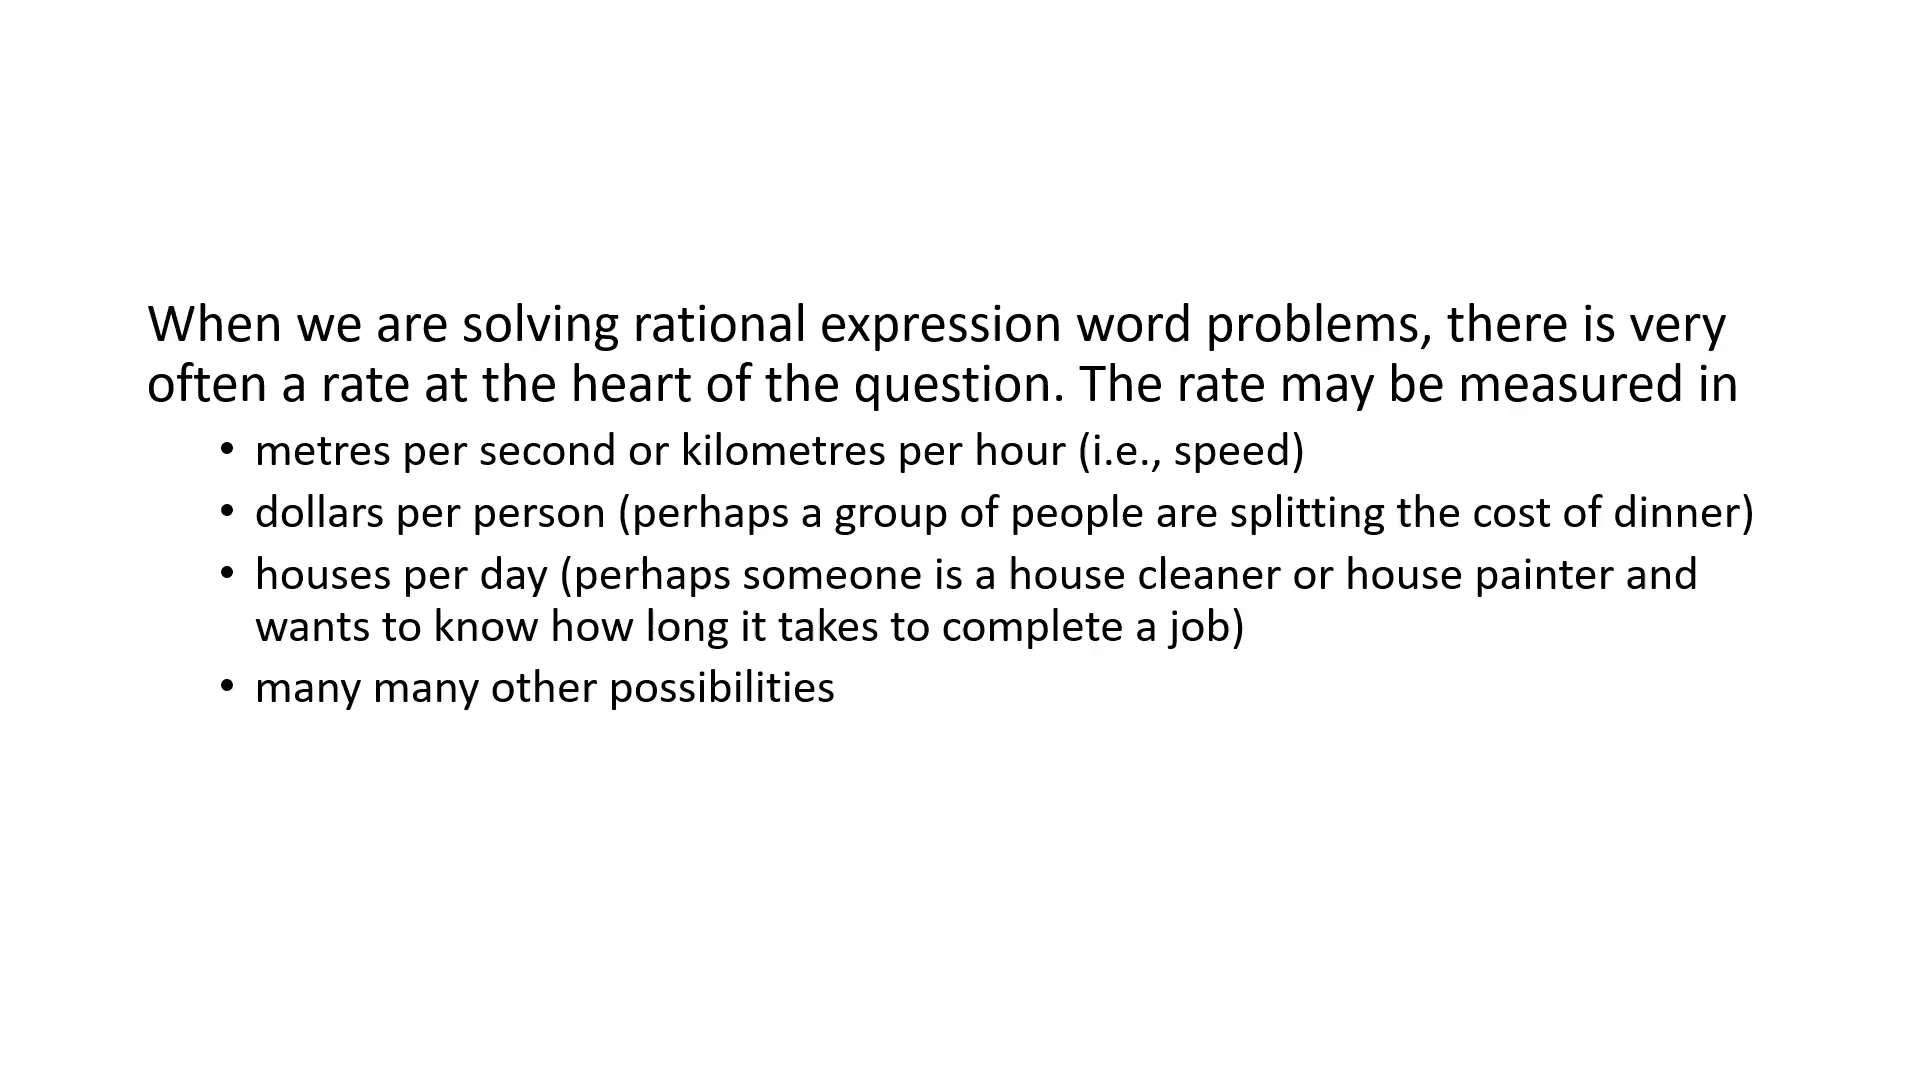 When we are solving rational expression word problems, there is very
often a rate at the heart of the question. The rate may be measured in
• metres per second or kilometres per hour (i.e., speed)
• dollars per person (perhaps a group of people are splitting the cost of dinner)
• houses per day (perhaps someone is a house cleaner or house painter and
wants to know how long it takes to complete a job)
• many many other possibilities